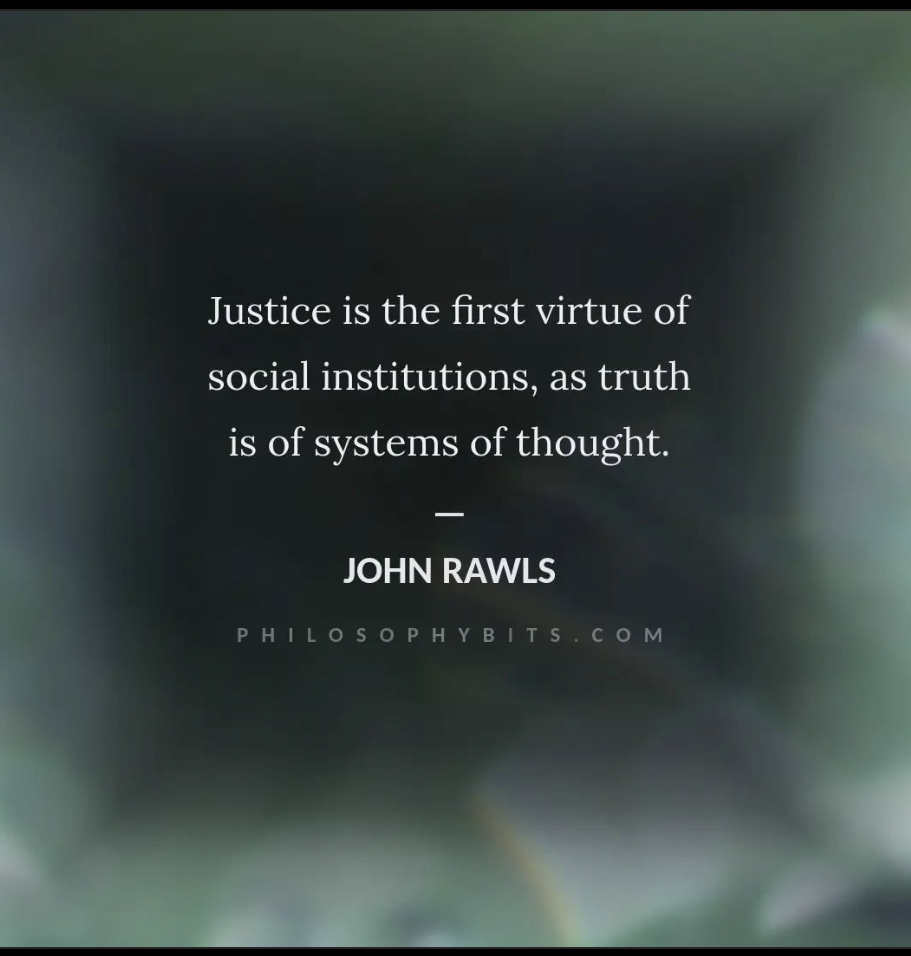 Justice is the first virtue of
social institutions, as truth
is of systems of thought.
—
JOHN RAWLS
PHILOSOPHYBITS.COM